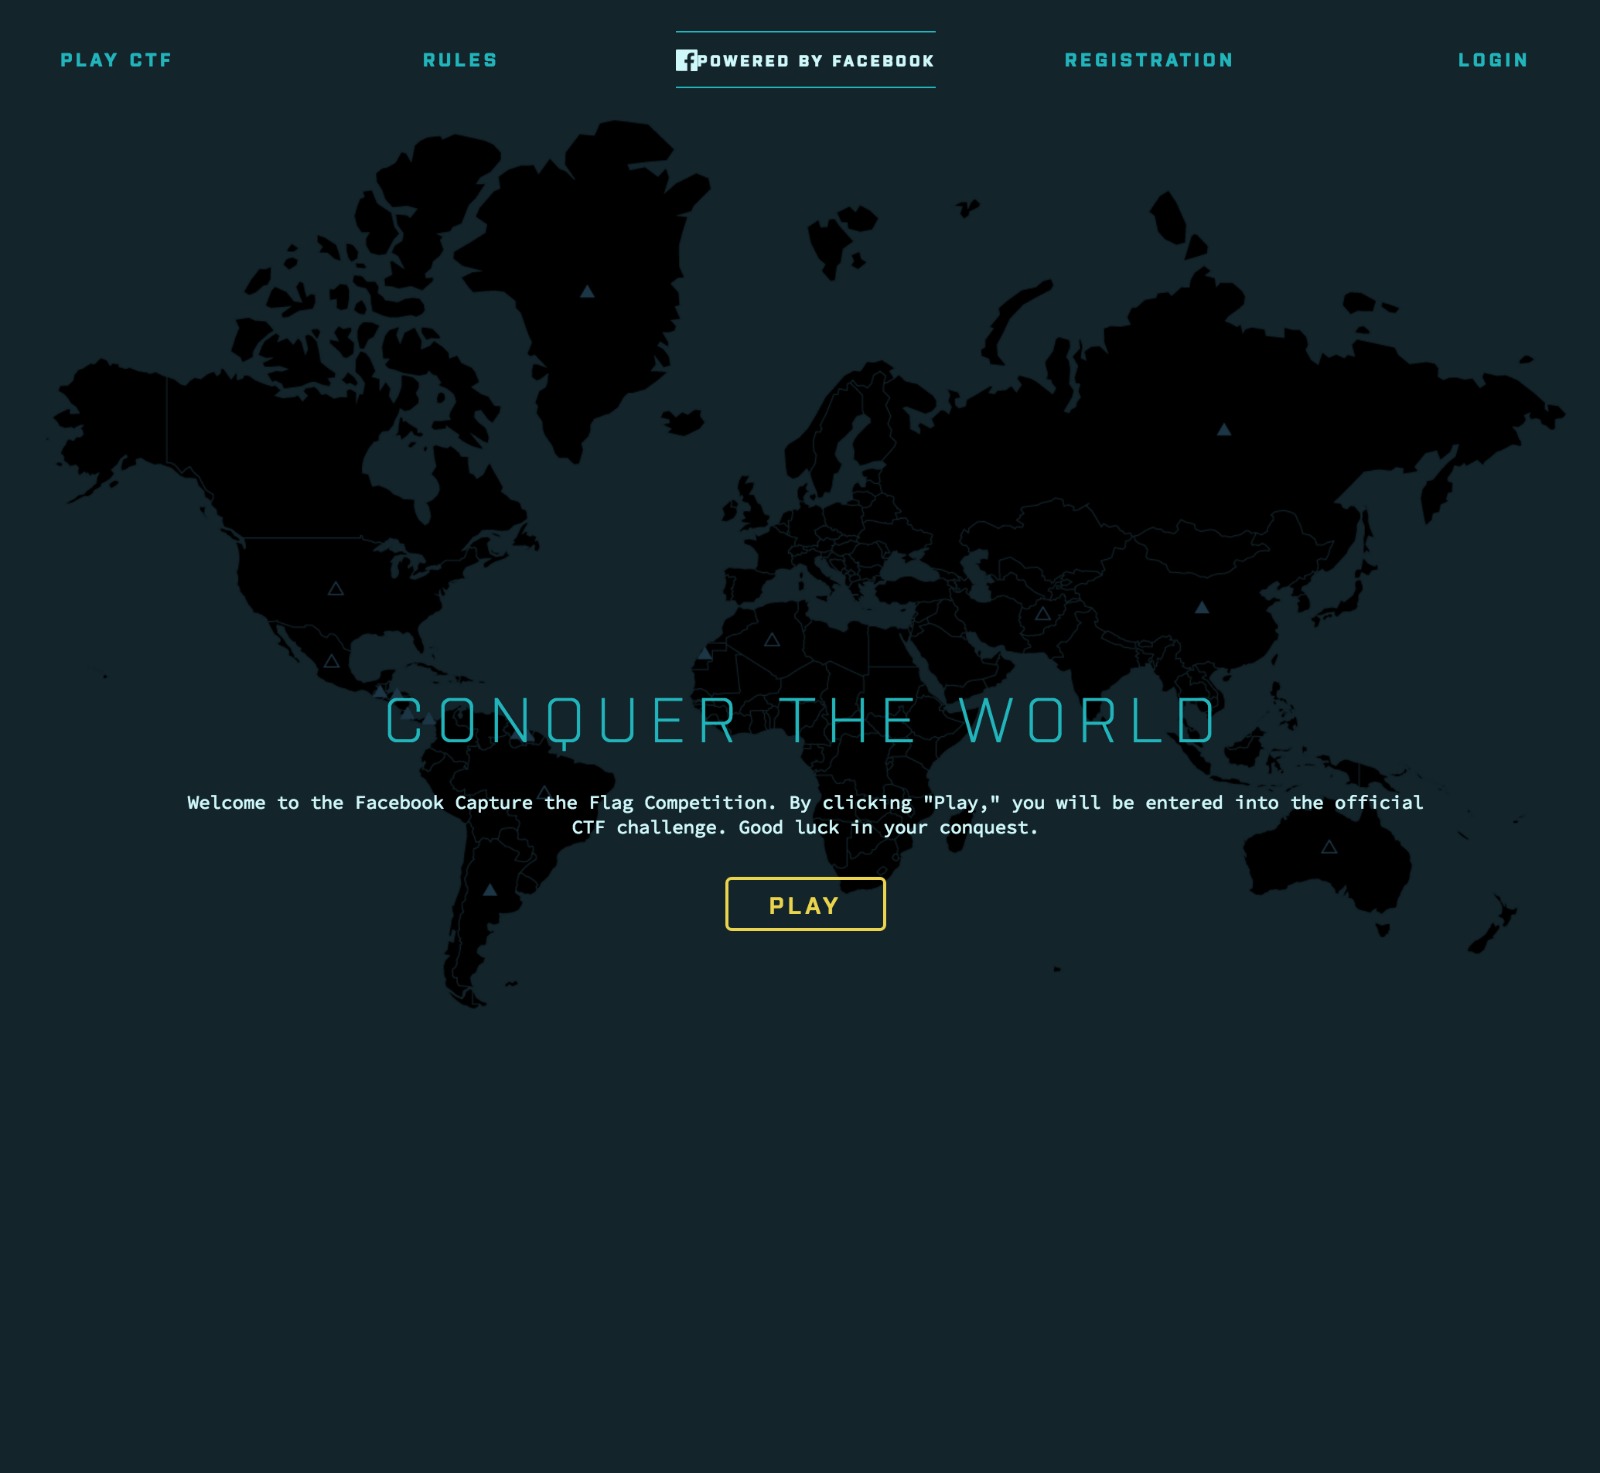 PLAY CTF
RULES
POWERED BY FACEBOOK
REGISTRATION
LOGIN
CONQUER THE WORLD
Welcome to the Facebook Capture the Flag Competition. By clicking "Play," you will be entered into the official
CTF challenge. Good luck in your conquest.
PLAY